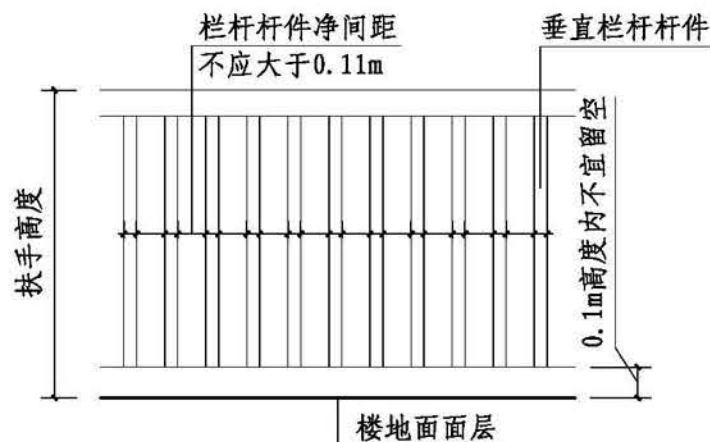 栏杆杆件净间距
不应大于0.11m
垂直栏杆杆件
扶手高度
0.1m高度内不宜留空
楼地面面层